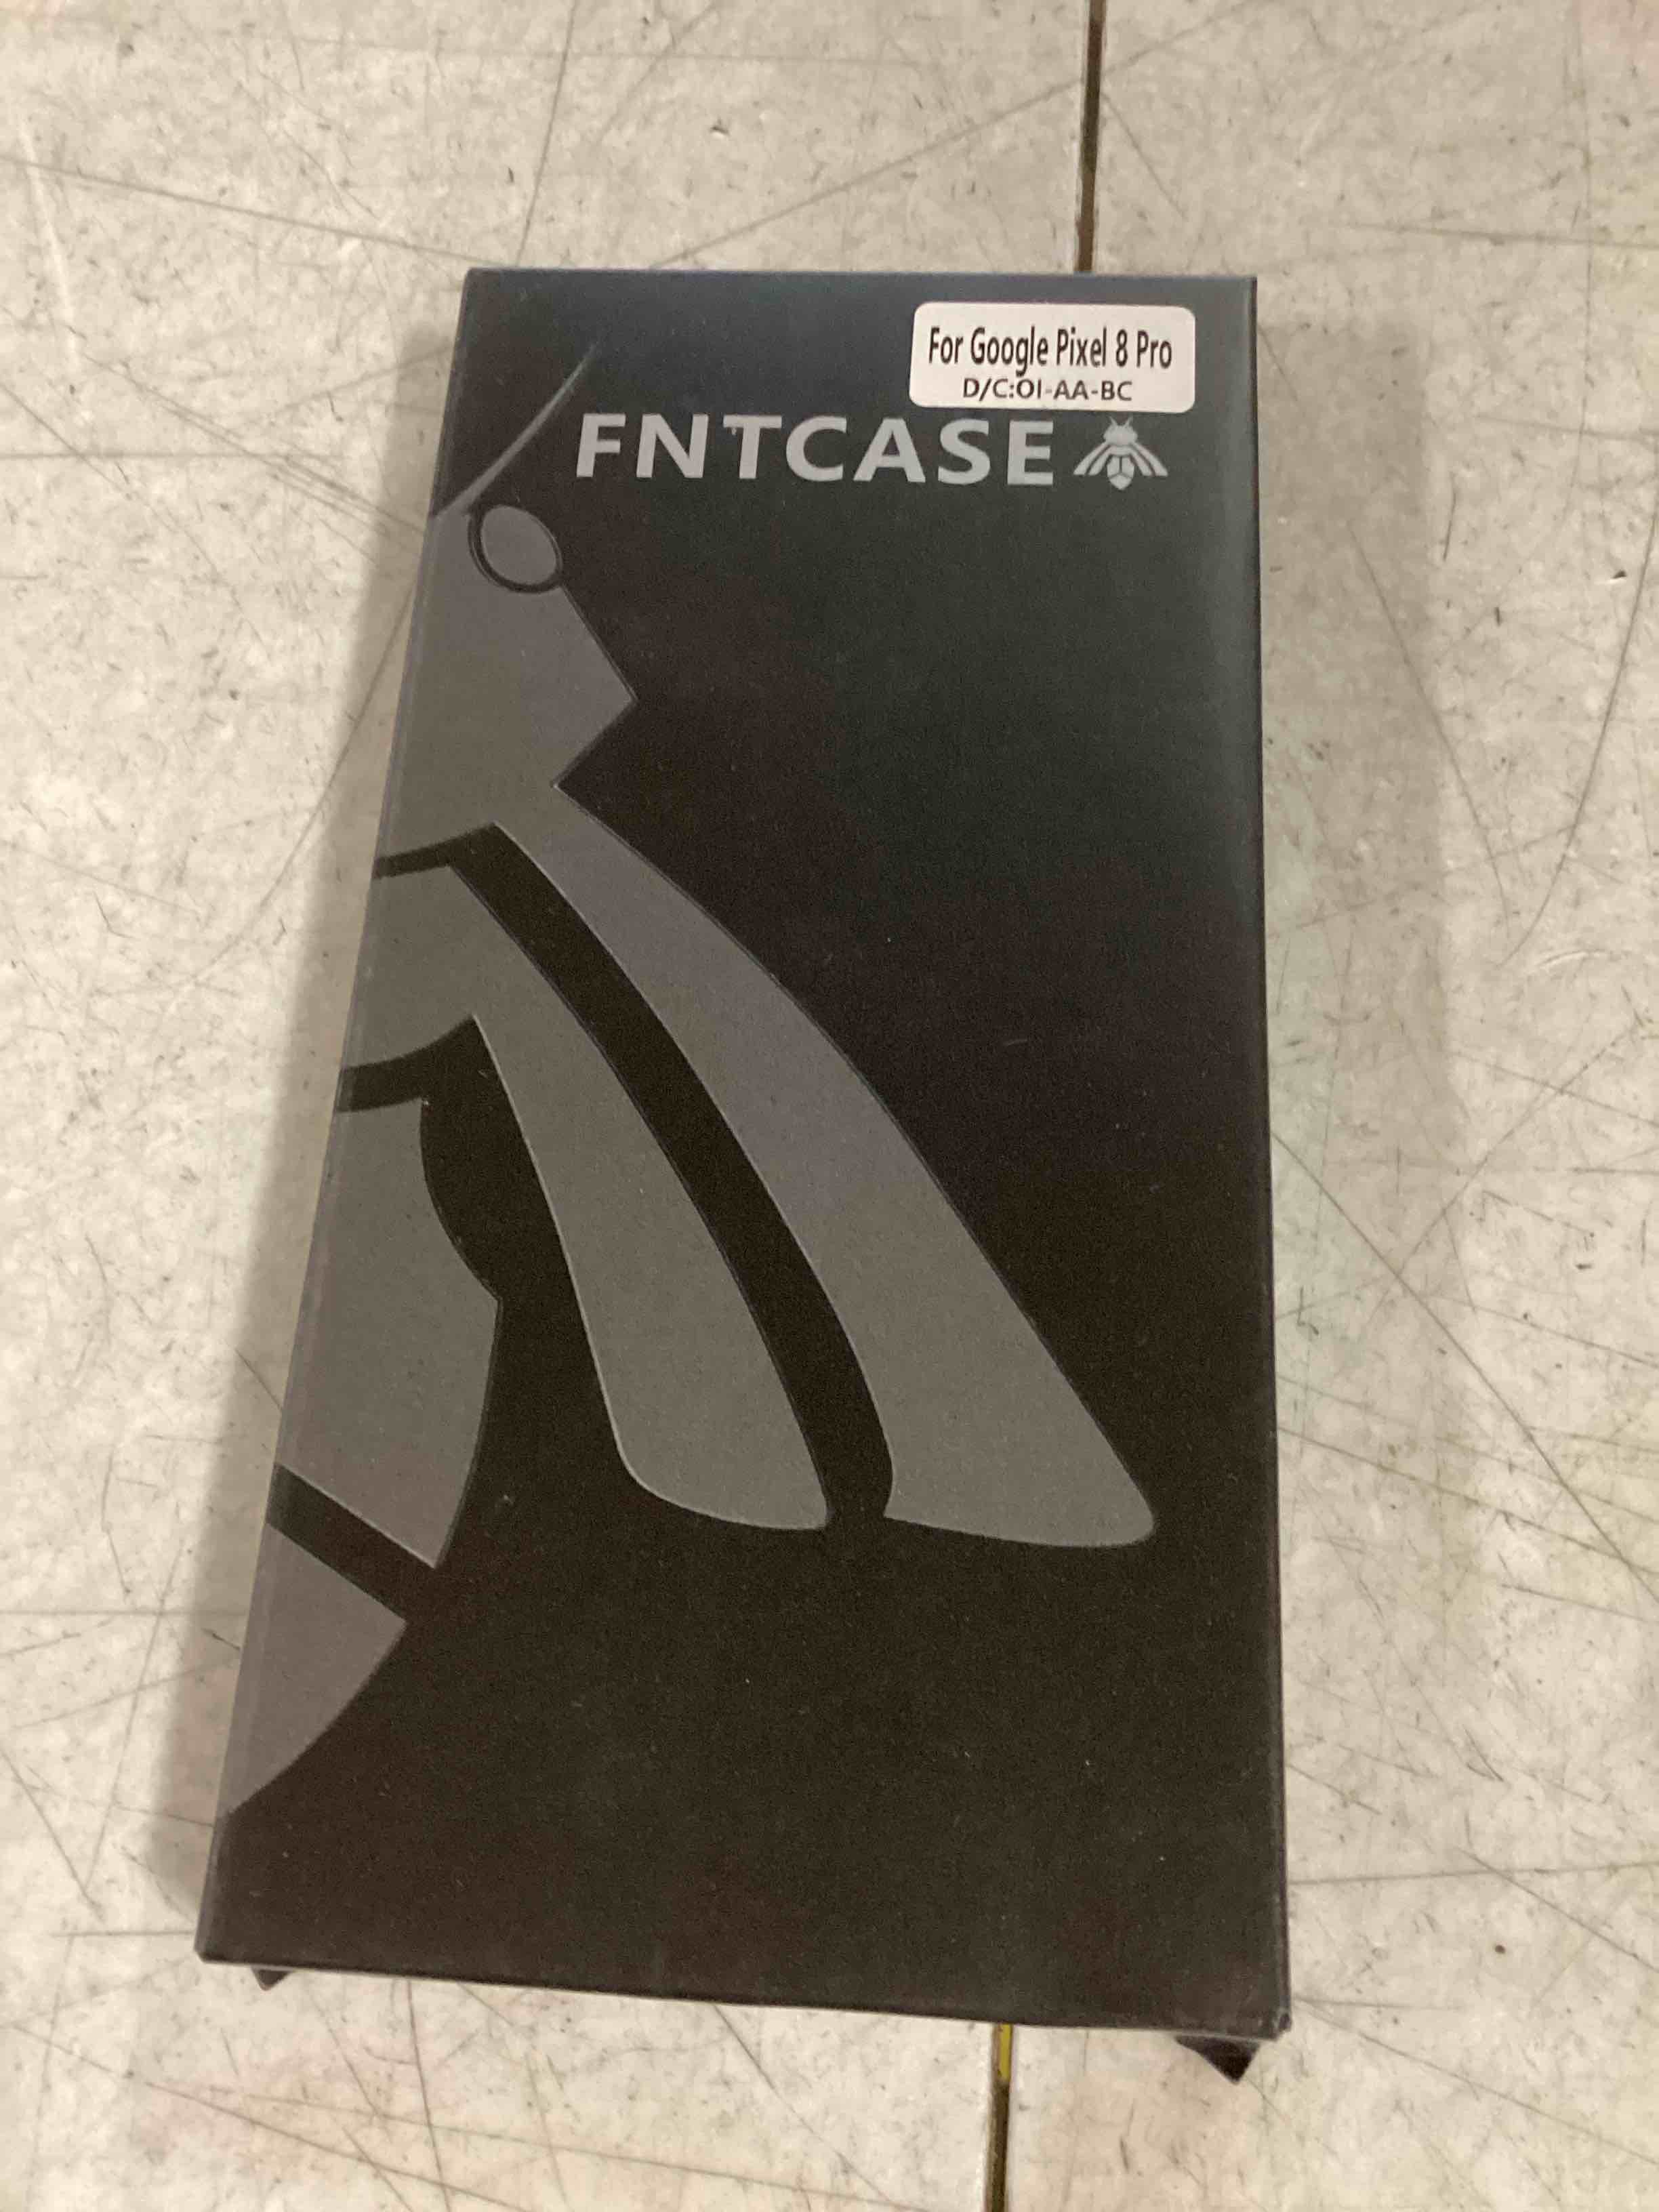 For Google Pixel 8 Pro
D/C:OI-AA-BC
FNTCASE